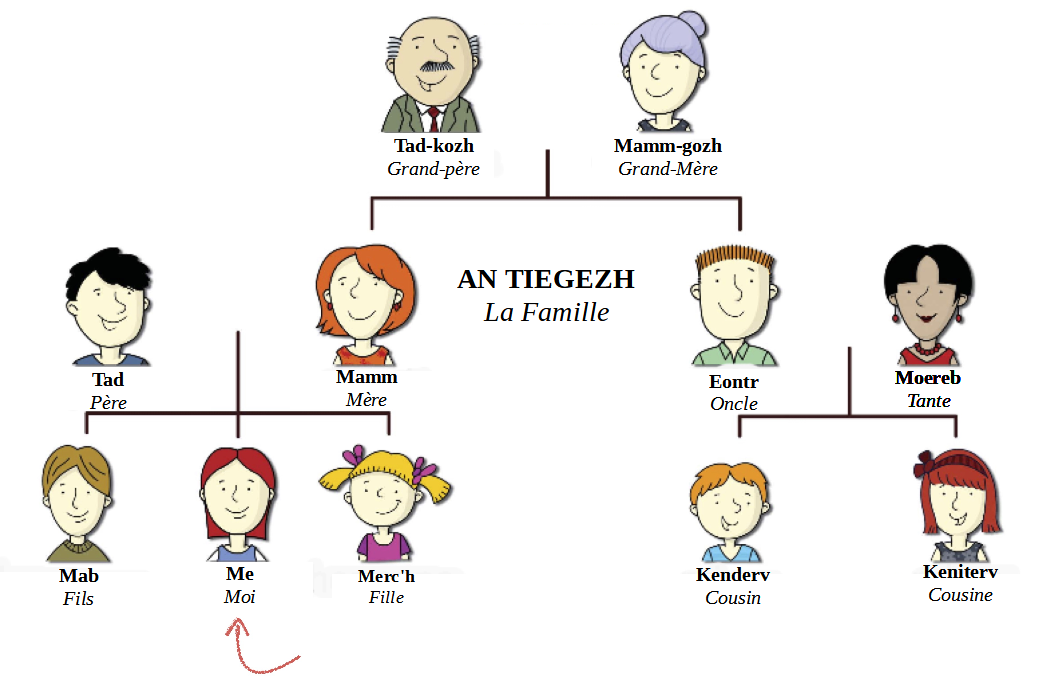 Tad-kozh
Grand-père
Mamm-gozh
Grand-Mère
AN TIEGEZH
La Famille
Tad
Père
Mamm
Mère
Eontr
Oncle
Moereb
Tante
Mab
Fils
Me
Moi
Merc'h
Fille
Kenderv
Cousin
Keniterv
Cousine